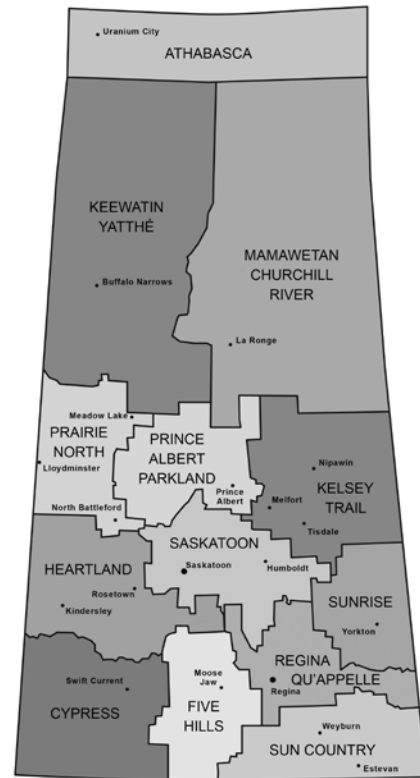 Uranium City
ATHABASCA
KEEWATIN
YATTHÉ
Buffalo Narrows
MAMAWETAN
CHURCHILL
RIVER
La Ronge
Meadow Lake
PRAIRIE
NORTH
Lloydminster
North Battleford
PRINCE
ALBERT
PARKLAND
Prince
Albert
Nipawin
KELSEY
TRAIL
Melfort
Tisdale
SASKATOON
Saskatoon
Humboldt
HEARTLAND
Rosetown
Kindersley
SUNRISE
Yorkton
REGINA
QU'APPELLE
Regina
Swift Current
CYPRESS
Moose
Jaw
FIVE
HILLS
Weyburn
SUN COUNTRY
Estevan